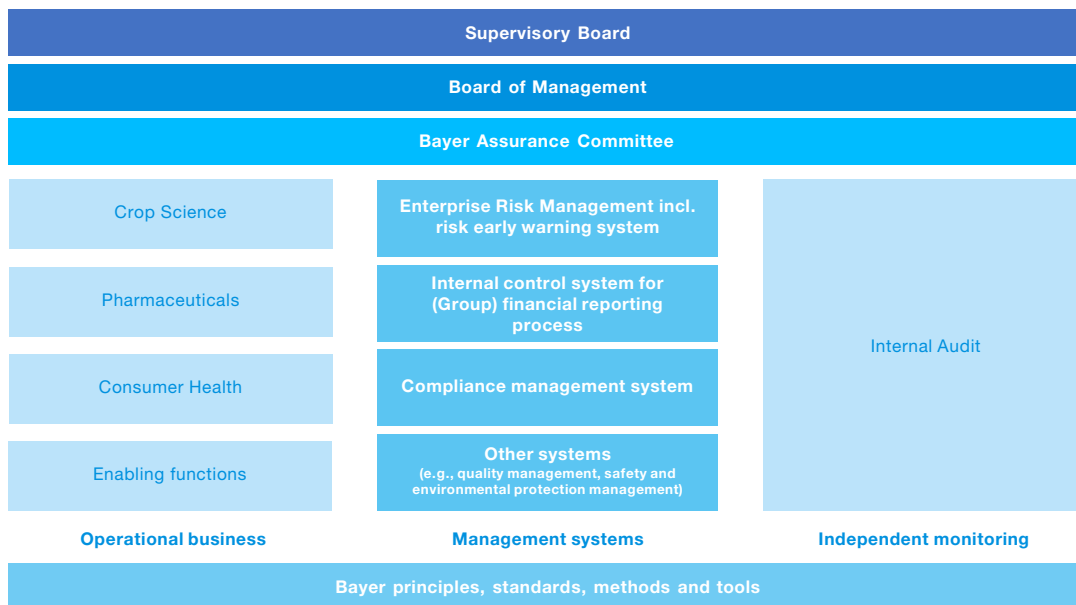 Supervisory Board
Board of Management
Bayer Assurance Committee
Crop Science
Pharmaceuticals
Consumer Health
Enabling functions
Operational business
Enterprise Risk Management incl.
risk early warning system
Internal control system for
(Group) financial reporting
process
Compliance management system
Other systems
(e.g., quality management, safety and
environmental protection management)
Management systems
Internal Audit
Independent monitoring
Bayer principles, standards, methods and tools